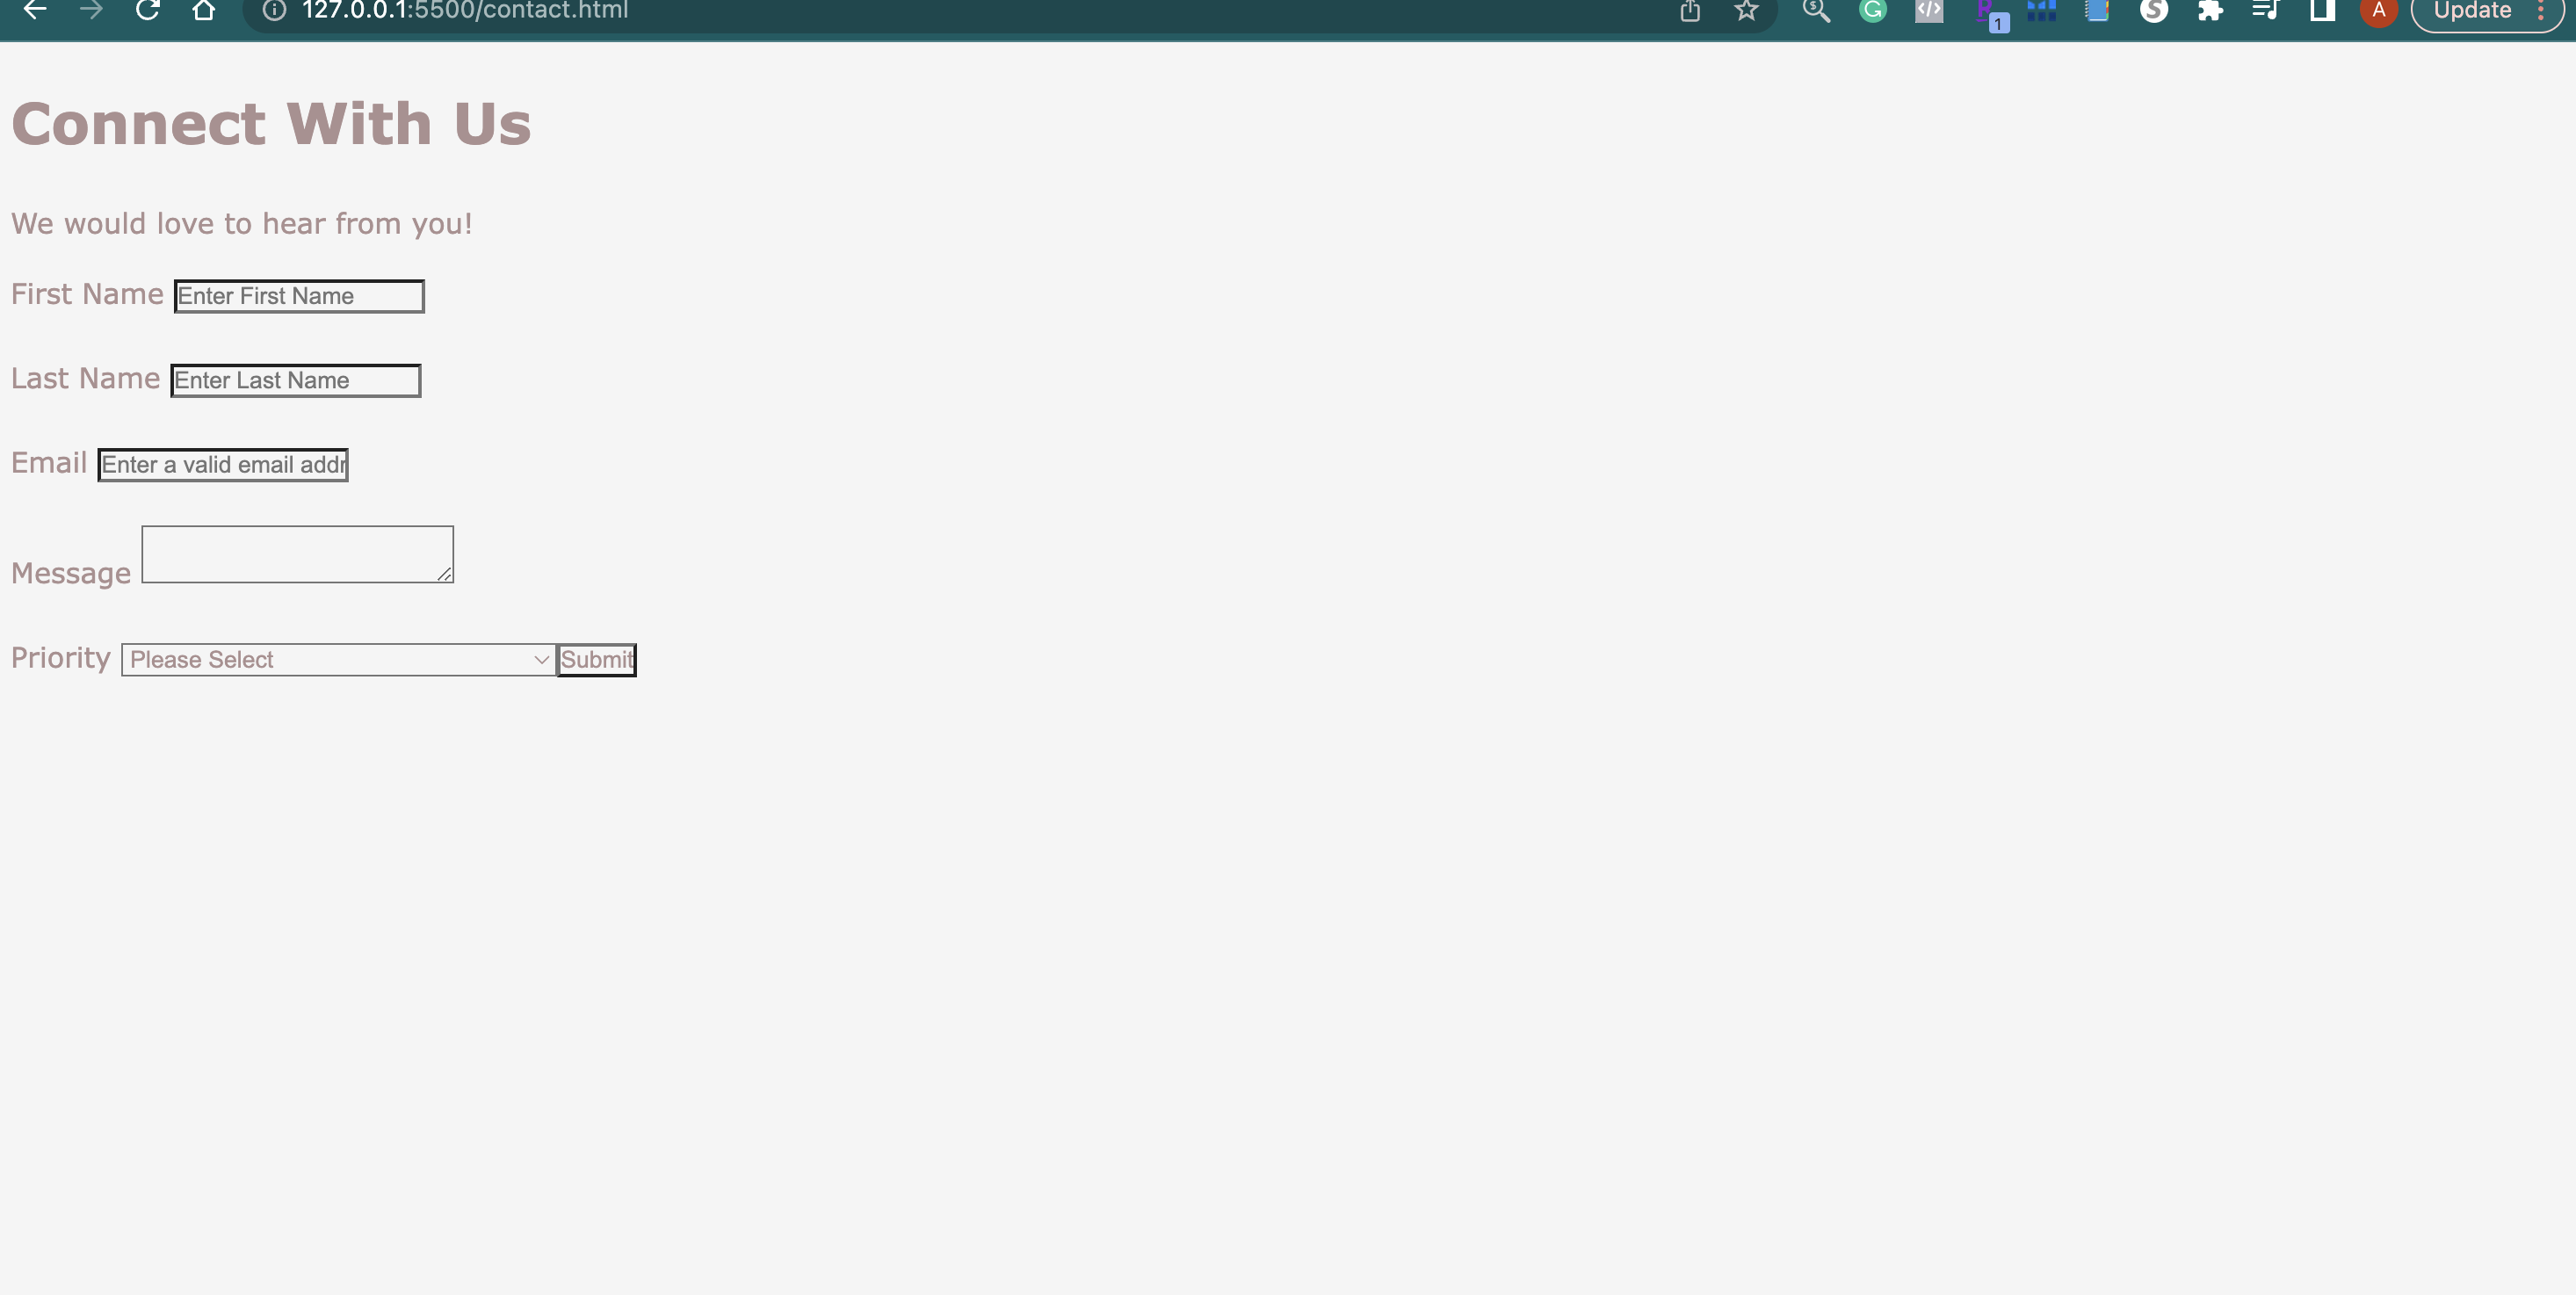 127.0.0.1:5500/contact.html
1
A
Update
Connect With Us
We would love to hear from you!
First Name Enter First Name
Last Name Enter Last Name
Email Enter a valid email addr
Message
Priority Please Select Submit